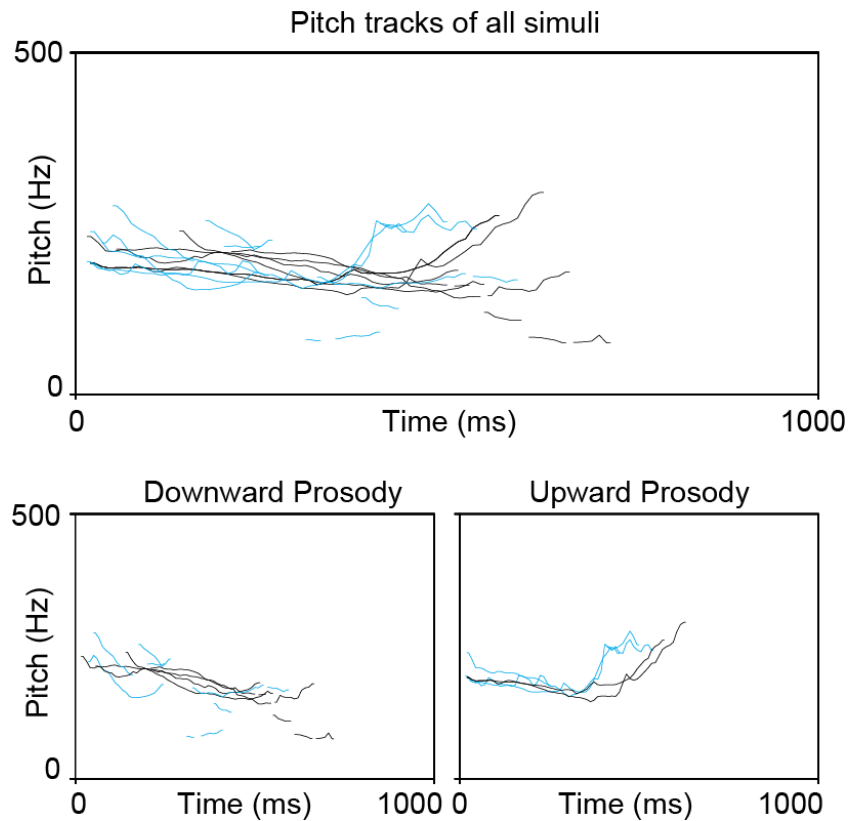 Pitch tracks of all simuli
500
Pitch (Hz)
0
0 Time (ms) 1000
Downward Prosody Upward Prosody
500
Pitch (Hz)
0
0 Time (ms) 1000 0 Time (ms) 1000